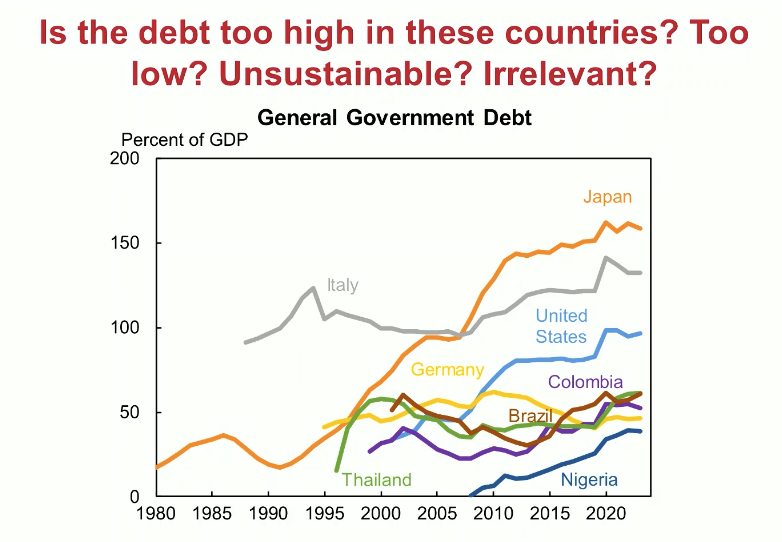 Is the debt too high in these countries? Too
low? Unsustainable? Irrelevant?
General Government Debt
Percent of GDP
200
Japan
150
Italy
United
States
100
Germany
Colombia
50
Brazil
Thailand
Nigeria
0
1980 1985 1990 1995 2000 2005 2010 2015 2020